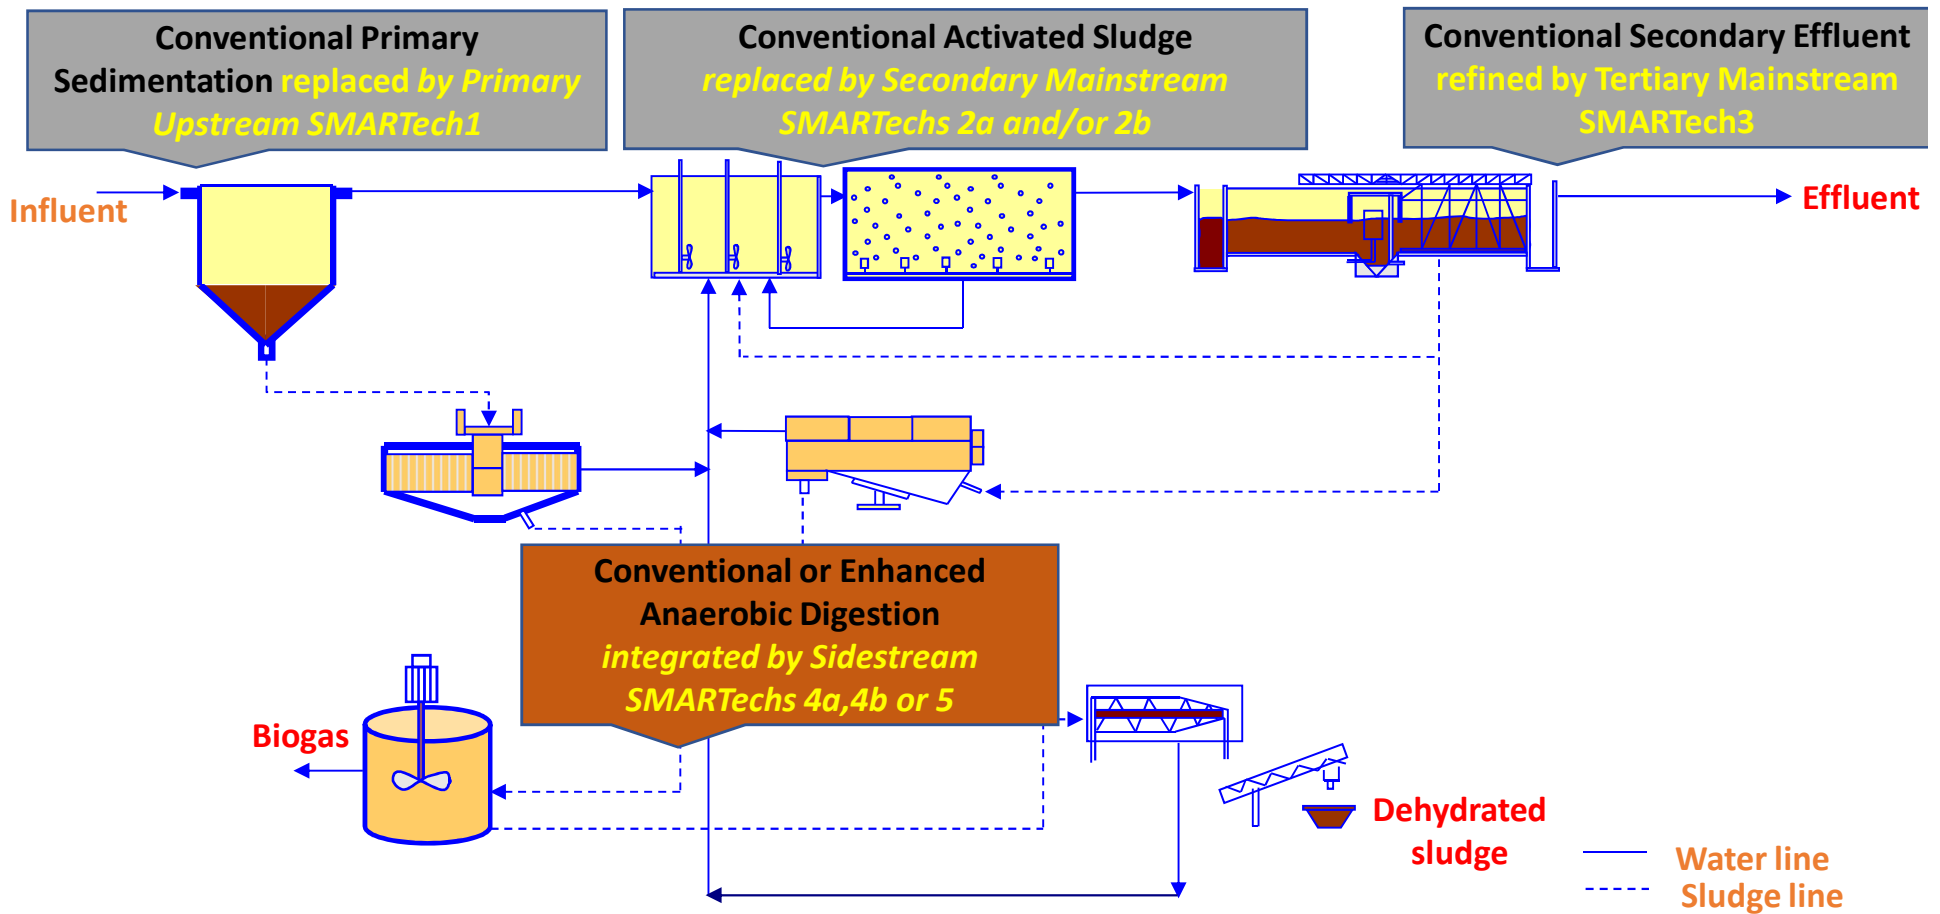 Conventional Primary
Sedimentation replaced by Primary
Upstream SMARTech1
Conventional Activated Sludge
replaced by Secondary Mainstream
SMARTechs 2a and/or 2b
Conventional Secondary Effluent
refined by Tertiary Mainstream
SMARTech3
Influent
Effluent
Conventional or Enhanced
Anaerobic Digestion
integrated by Sidestream
SMARTechs 4a,4b or 5
Biogas
Dehydrated
sludge
Water line
Sludge line